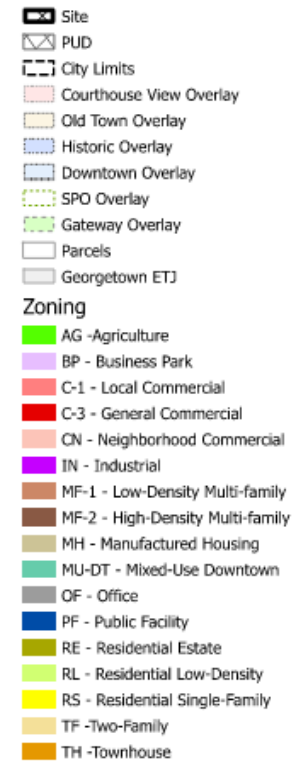 Site
PUD
City Limits
Courthouse View Overlay
Old Town Overlay
Historic Overlay
Downtown Overlay
SPO Overlay
Gateway Overlay
Parcels
Georgetown ETJ
Zoning
AG -Agriculture
BP - Business Park
C-1 - Local Commercial
C-3 - General Commercial
CN - Neighborhood Commercial
IN - Industrial
MF-1 - Low-Density Multi-family
MF-2 - High-Density Multi-family
MH - Manufactured Housing
MU-DT - Mixed-Use Downtown
OF - Office
PF - Public Facility
RE - Residential Estate
RL - Residential Low-Density
RS - Residential Single-Family
TF -Two-Family
TH -Townhouse